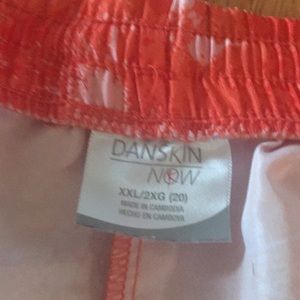 DANSKIN
NOW
XXL/2XG (20)
MADE IN CAMBODIA
HECHO EN CAMBOYA